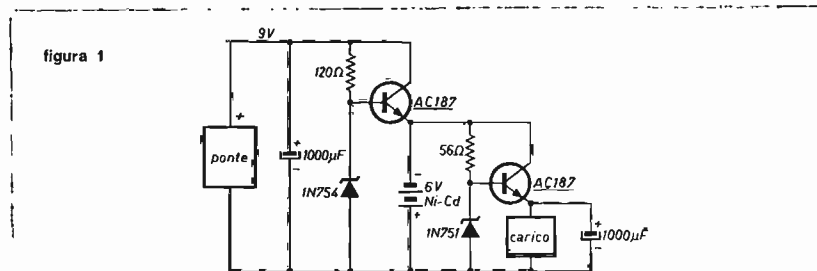 figura 1
9V
120Ω
AC187
+
ponte
+
1000μF
-
1N754
-
6V
Ni-Cd
+
56Ω
AC187
1N751
carico
+
1000μF
-